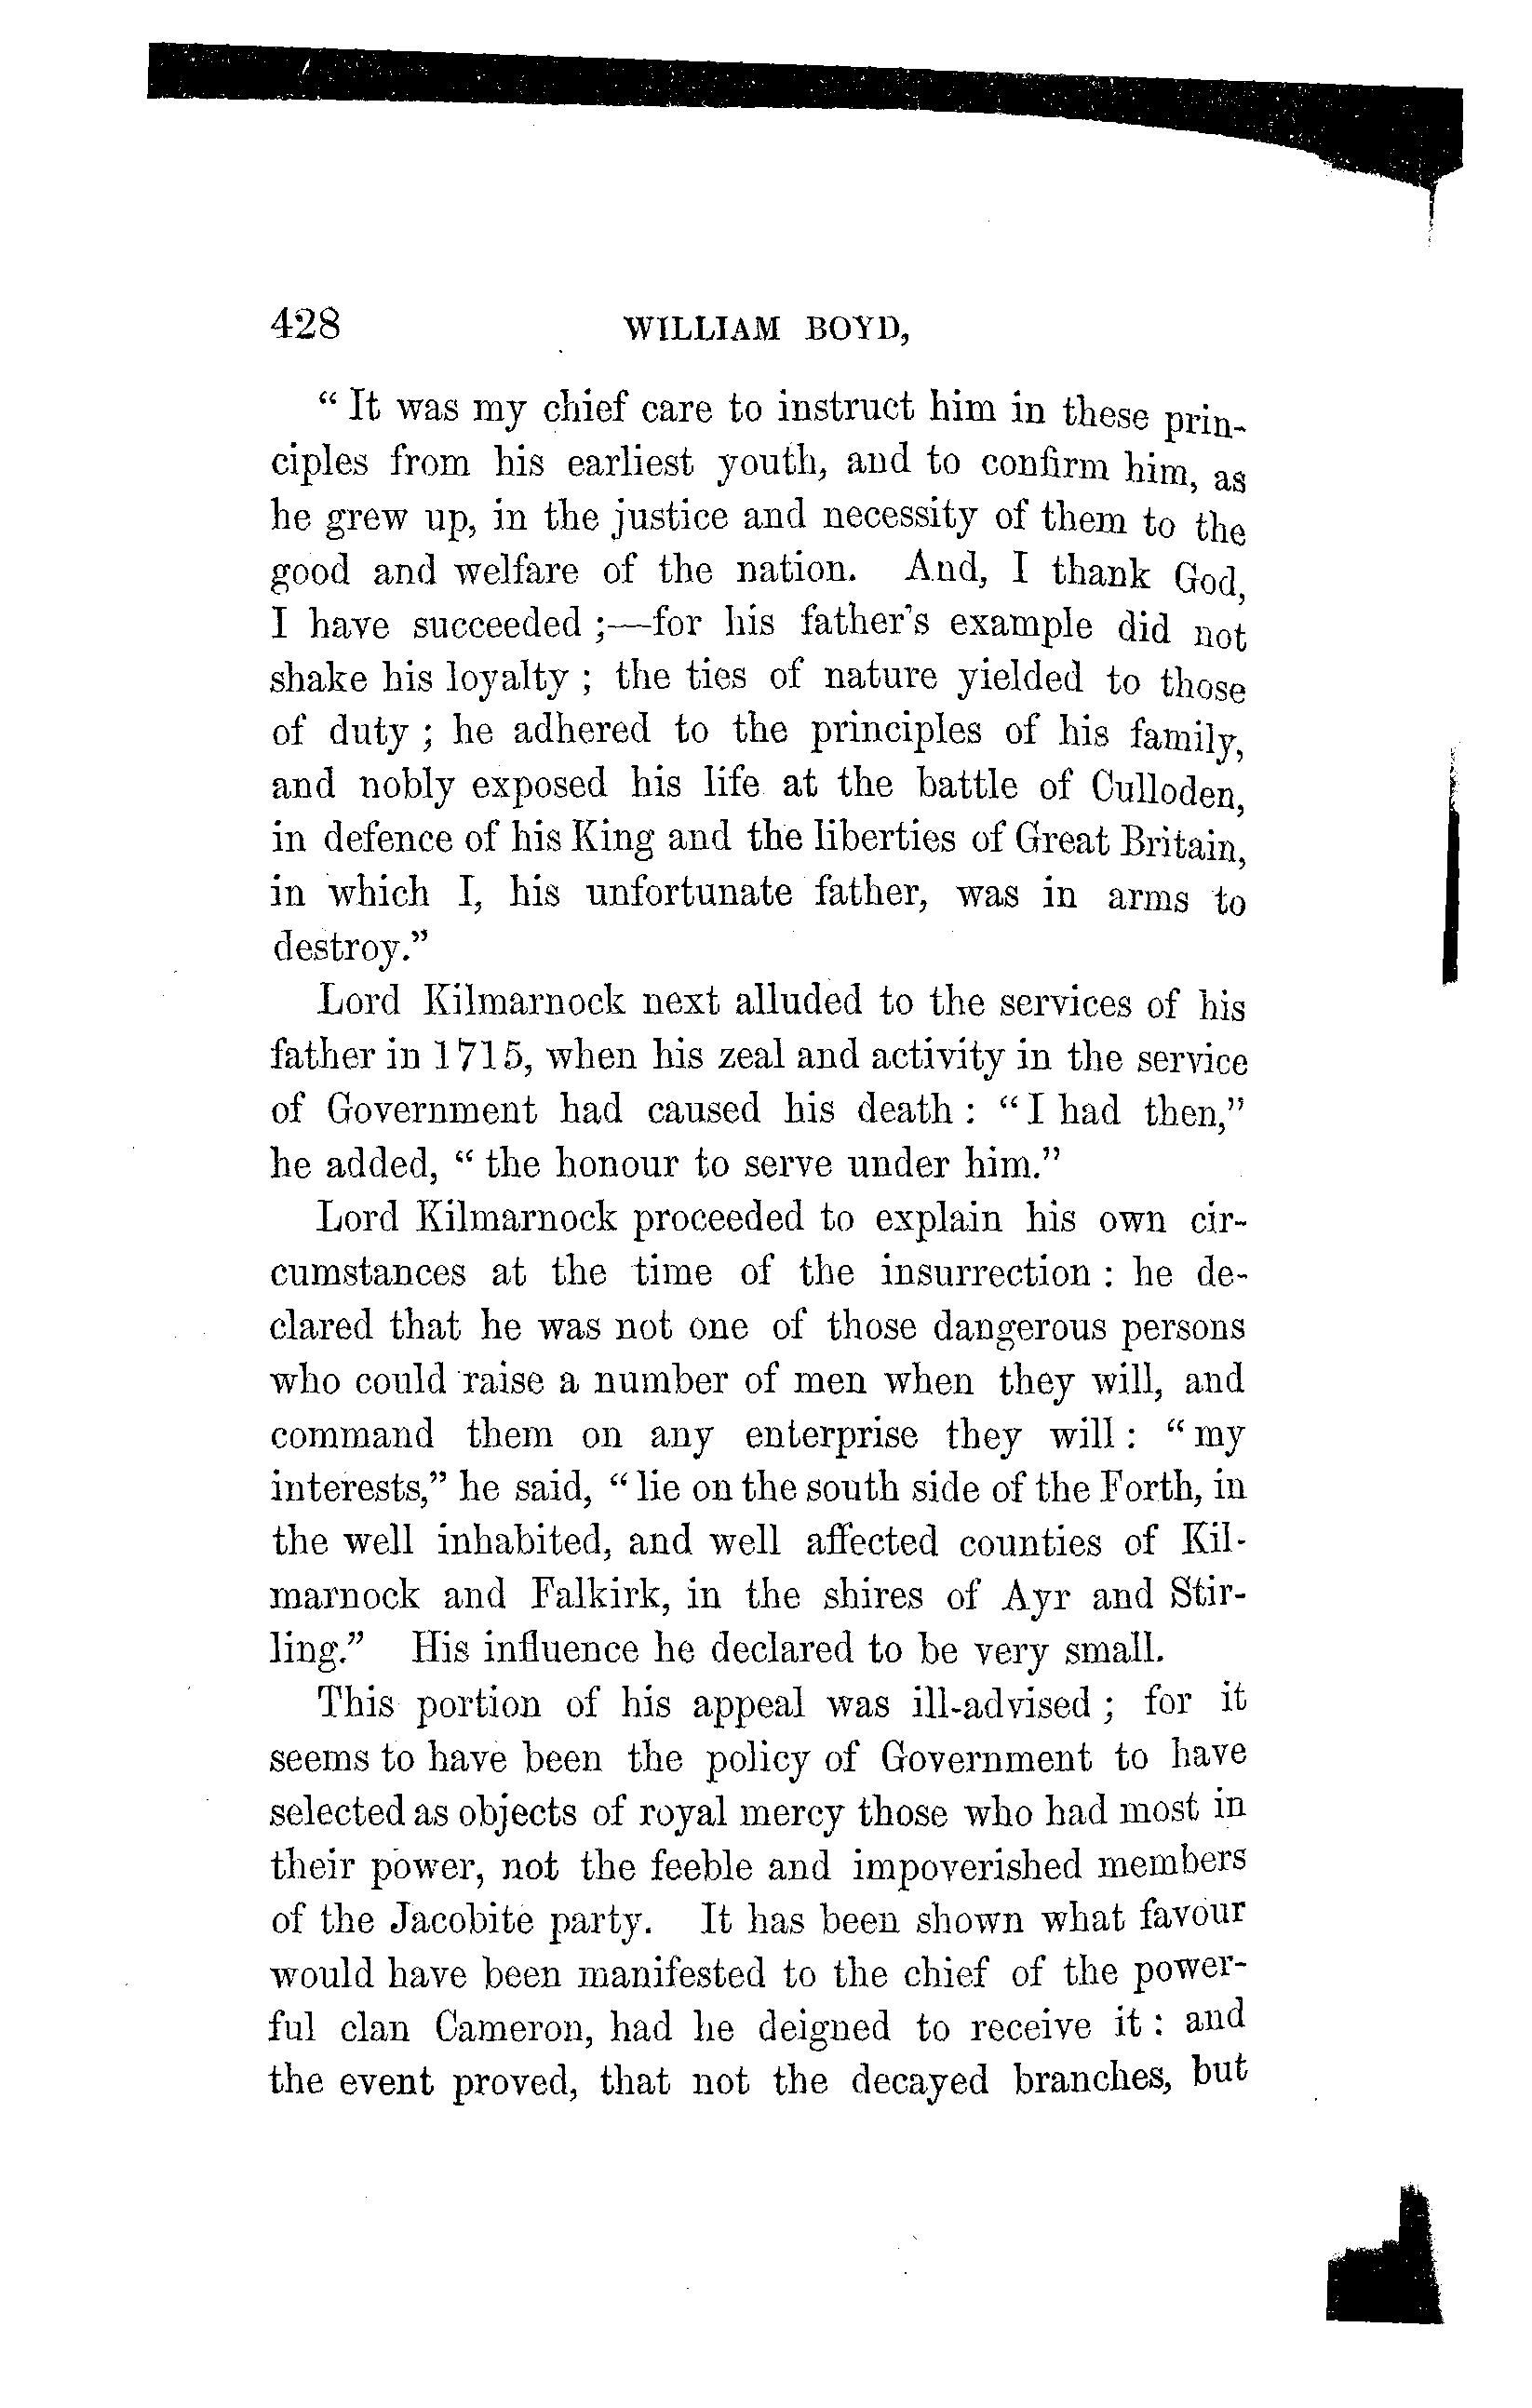 428 WILLIAM BOYD,
“ It was my chief care to instruct him in these prin-
ciples from his earliest youth, and to confirm him, as
he grew up, in the justice and necessity of them to the
good and welfare of the nation. And, I thank God,
I have succeeded ;—for his father's example did not
shake his loyalty ; the ties of nature yielded to those
of duty ; he adhered to the principles of his family,
and nobly exposed his life at the battle of Culloden,
in defence of his King and the liberties of Great Britain,
in which I, his unfortunate father, was in arms to
destroy.”
Lord Kilmarnock next alluded to the services of his
father in 1715, when his zeal and activity in the service
of Government had caused his death : “ I had then,”
he added, “ the honour to serve under him.”
Lord Kilmarnock proceeded to explain his own cir-
cumstances at the time of the insurrection : he de-
clared that he was not one of those dangerous persons
who could raise a number of men when they will, and
command them on any enterprise they will : “ my
interests,” he said, “ lie on the south side of the Forth, in
the well inhabited, and well affected counties of Kil-
marnock and Falkirk, in the shires of Ayr and Stir-
ling.” His influence he declared to be very small.
This portion of his appeal was ill-advised ; for it
seems to have been the policy of Government to have
selected as objects of royal mercy those who had most in
their power, not the feeble and impoverished members
of the Jacobite party. It has been shown what favour
would have been manifested to the chief of the power-
ful clan Cameron, had he deigned to receive it : and
the event proved, that not the decayed branches, but